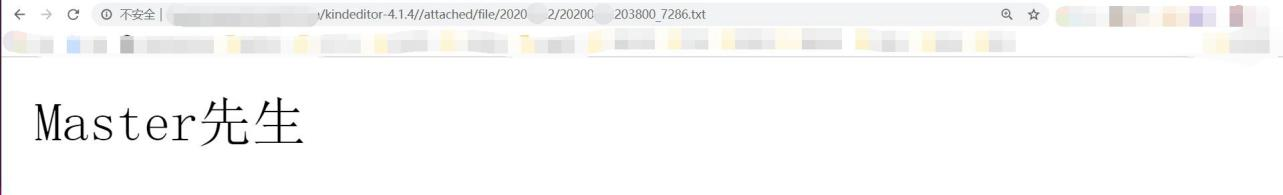 不安全 | /kindeditor-4.1.4//attached/file/2020 2/20200 203800_7286.txt
Master先生